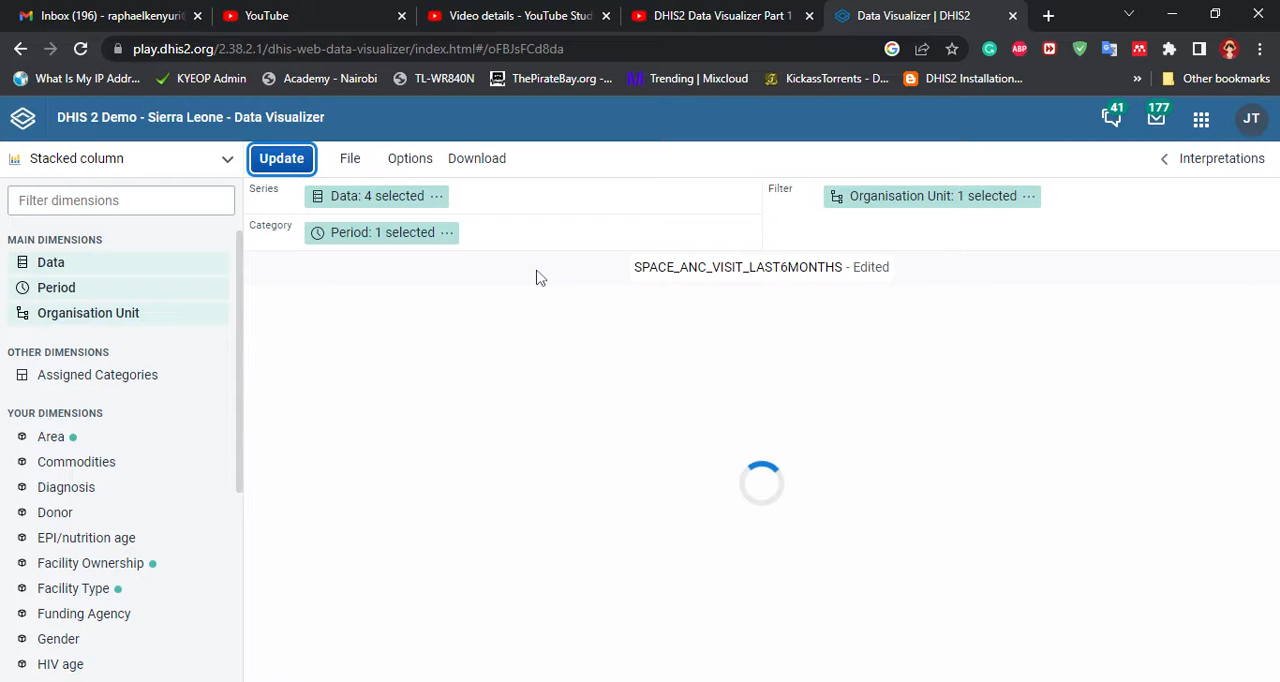 Inbox (196) - raphaelkenyuri@
YouTube
Video details - YouTube Stud
DHIS2 Data Visualizer Part 1
Data Visualizer | DHIS2
play.dhis2.org/2.38.2.1/dhis-web-data-visualizer/index.html#/oFBJsFCd8da
What Is My IP Addr...
KYEOP Admin
Academy - Nairobi
TL-WR840N
ThePirateBay.org -...
Trending | Mixcloud
KickassTorrents - D...
DHIS2 Installation...
»
Other bookmarks
DHIS 2 Demo - Sierra Leone - Data Visualizer
41
177
JT
Stacked column
Update
File
Options
Download
Interpretations
Filter dimensions
Series
Data: 4 selected ...
Filter
Organisation Unit: 1 selected ...
Category
Period: 1 selected ...
MAIN DIMENSIONS
Data
Period
Organisation Unit
SPACE_ANC_VISIT_LAST6MONTHS - Edited
OTHER DIMENSIONS
Assigned Categories
YOUR DIMENSIONS
Area
Commodities
Diagnosis
Donor
EPI/nutrition age
Facility Ownership
Facility Type
Funding Agency
Gender
HIV age